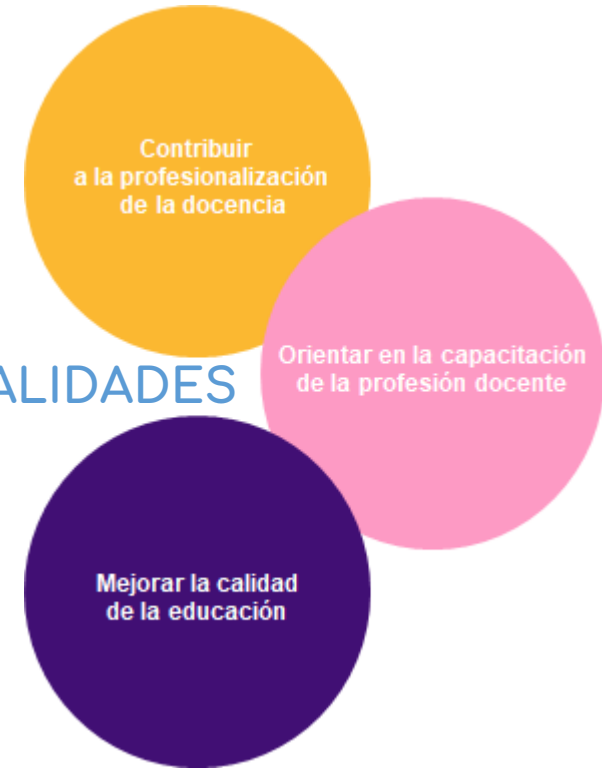 Contribuir
a la profesionalización
de la docencia
Orientar en la capacitación
de la profesión docente
ALIDADES
Mejorar la calidad
de la educación